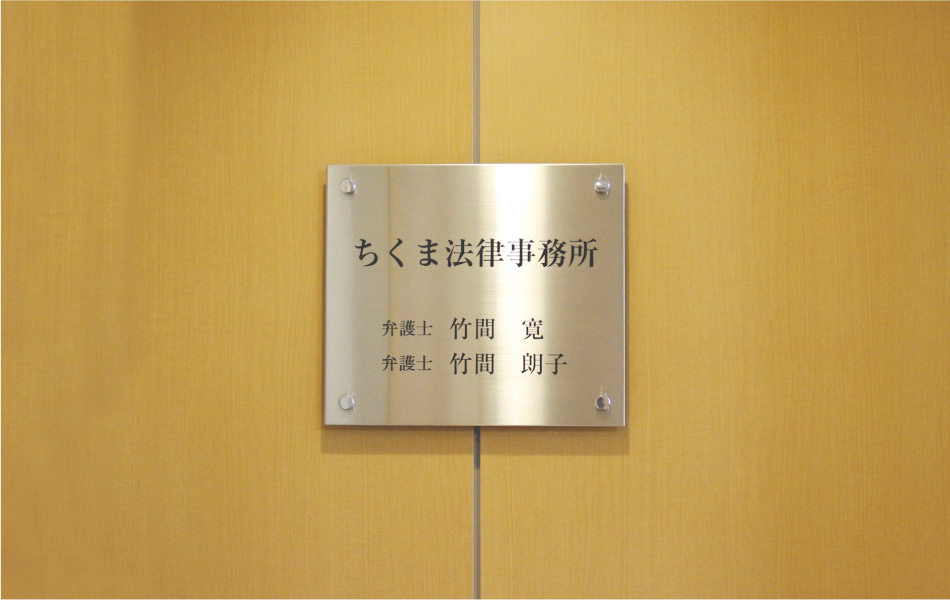 ちくま法律事務所
弁護士 竹間 寛
弁護士 竹間 朗子